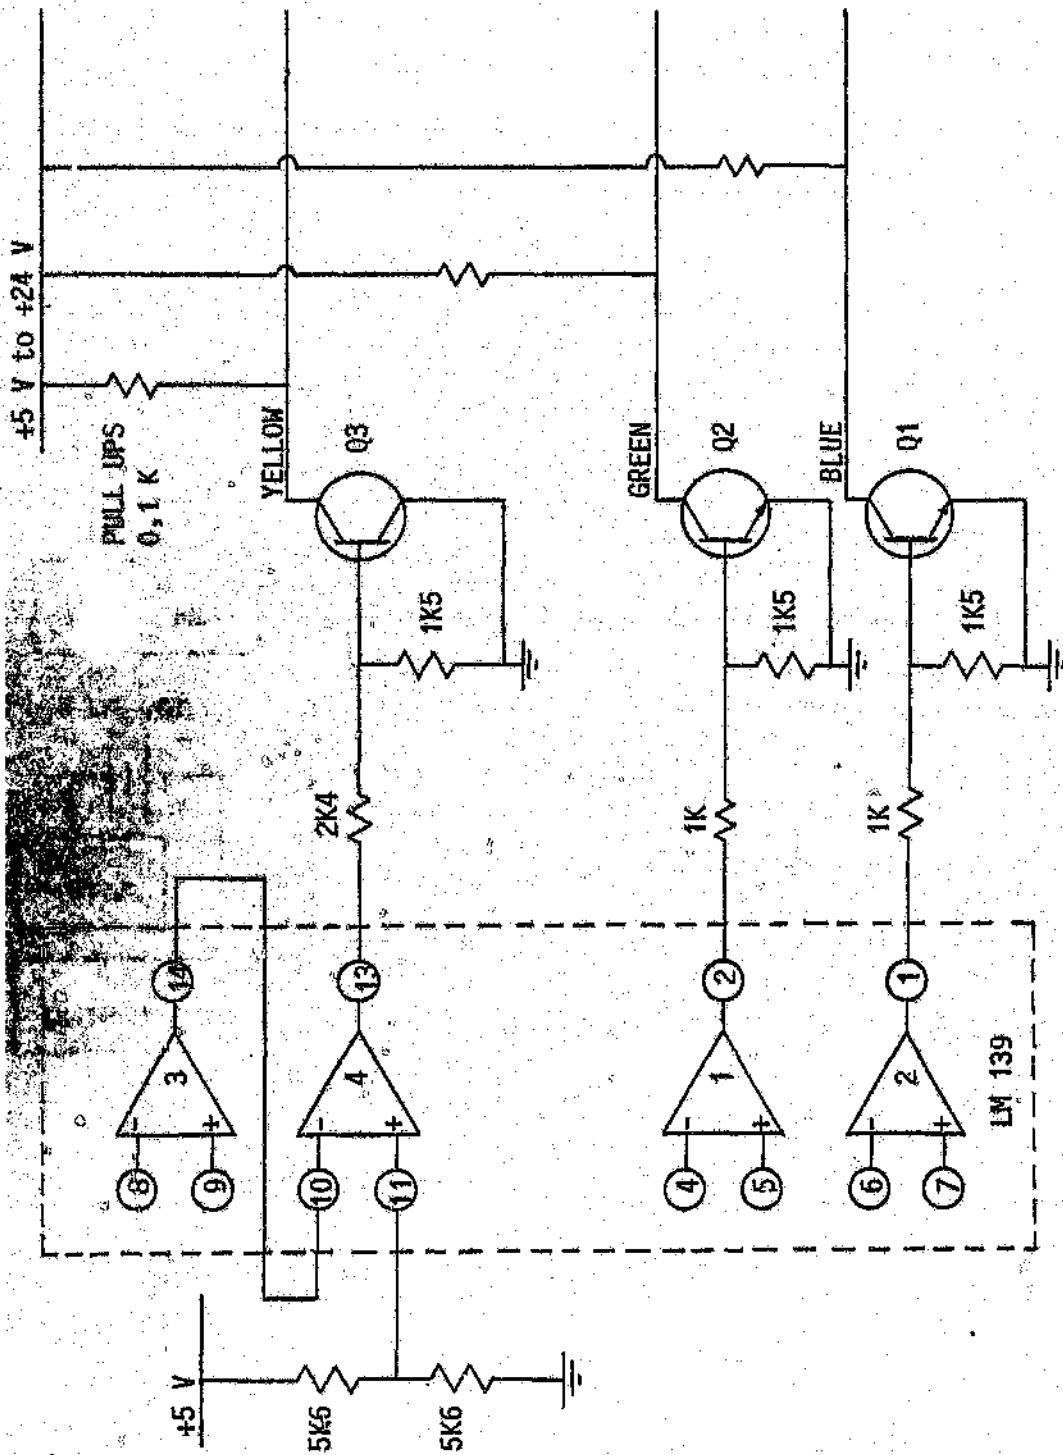 +5 V to +24 V
PULL UPS
0,1 K
YELLOW
Q3
GREEN
Q2
BLUE
Q1
1K5
1K5
1K5
2K4
1K
1K
14
13
2
1
3
4
1
2
-
+
-
+
-
+
-
+
8
9
10
11
4
5
6
7
LM 139
+5 V
5K6
5K6